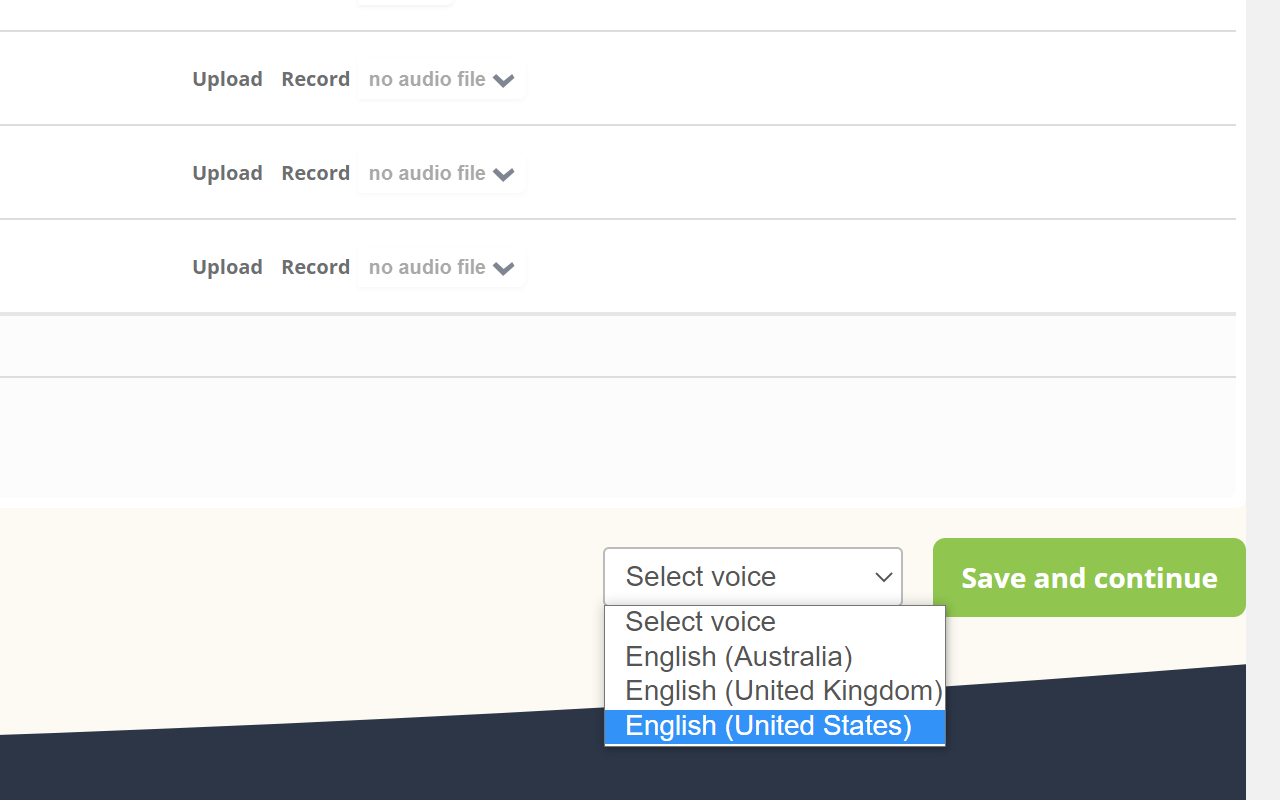 Upload Record no audio file
Upload Record no audio file
Upload Record no audio file
Select voice
Save and continue
Select voice
English (Australia)
English (United Kingdom)
English (United States)